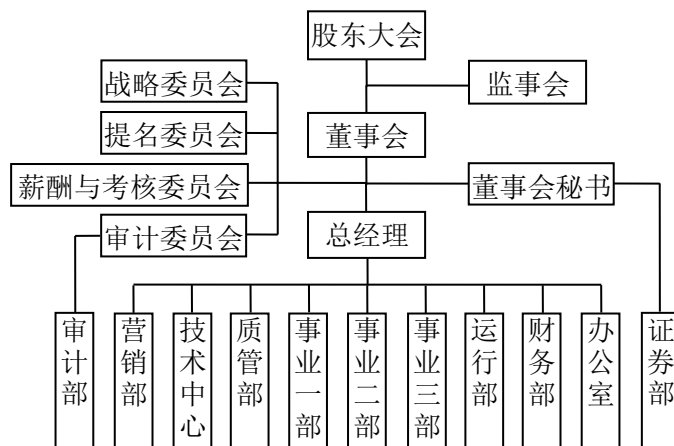 股东大会
监事会
战略委员会
提名委员会
董事会
薪酬与考核委员会
董事会秘书
审计委员会
总经理
审计部
营销部
技术中心
质管部
事业一部
事业二部
事业三部
运行部
财务部
办公室
证券部